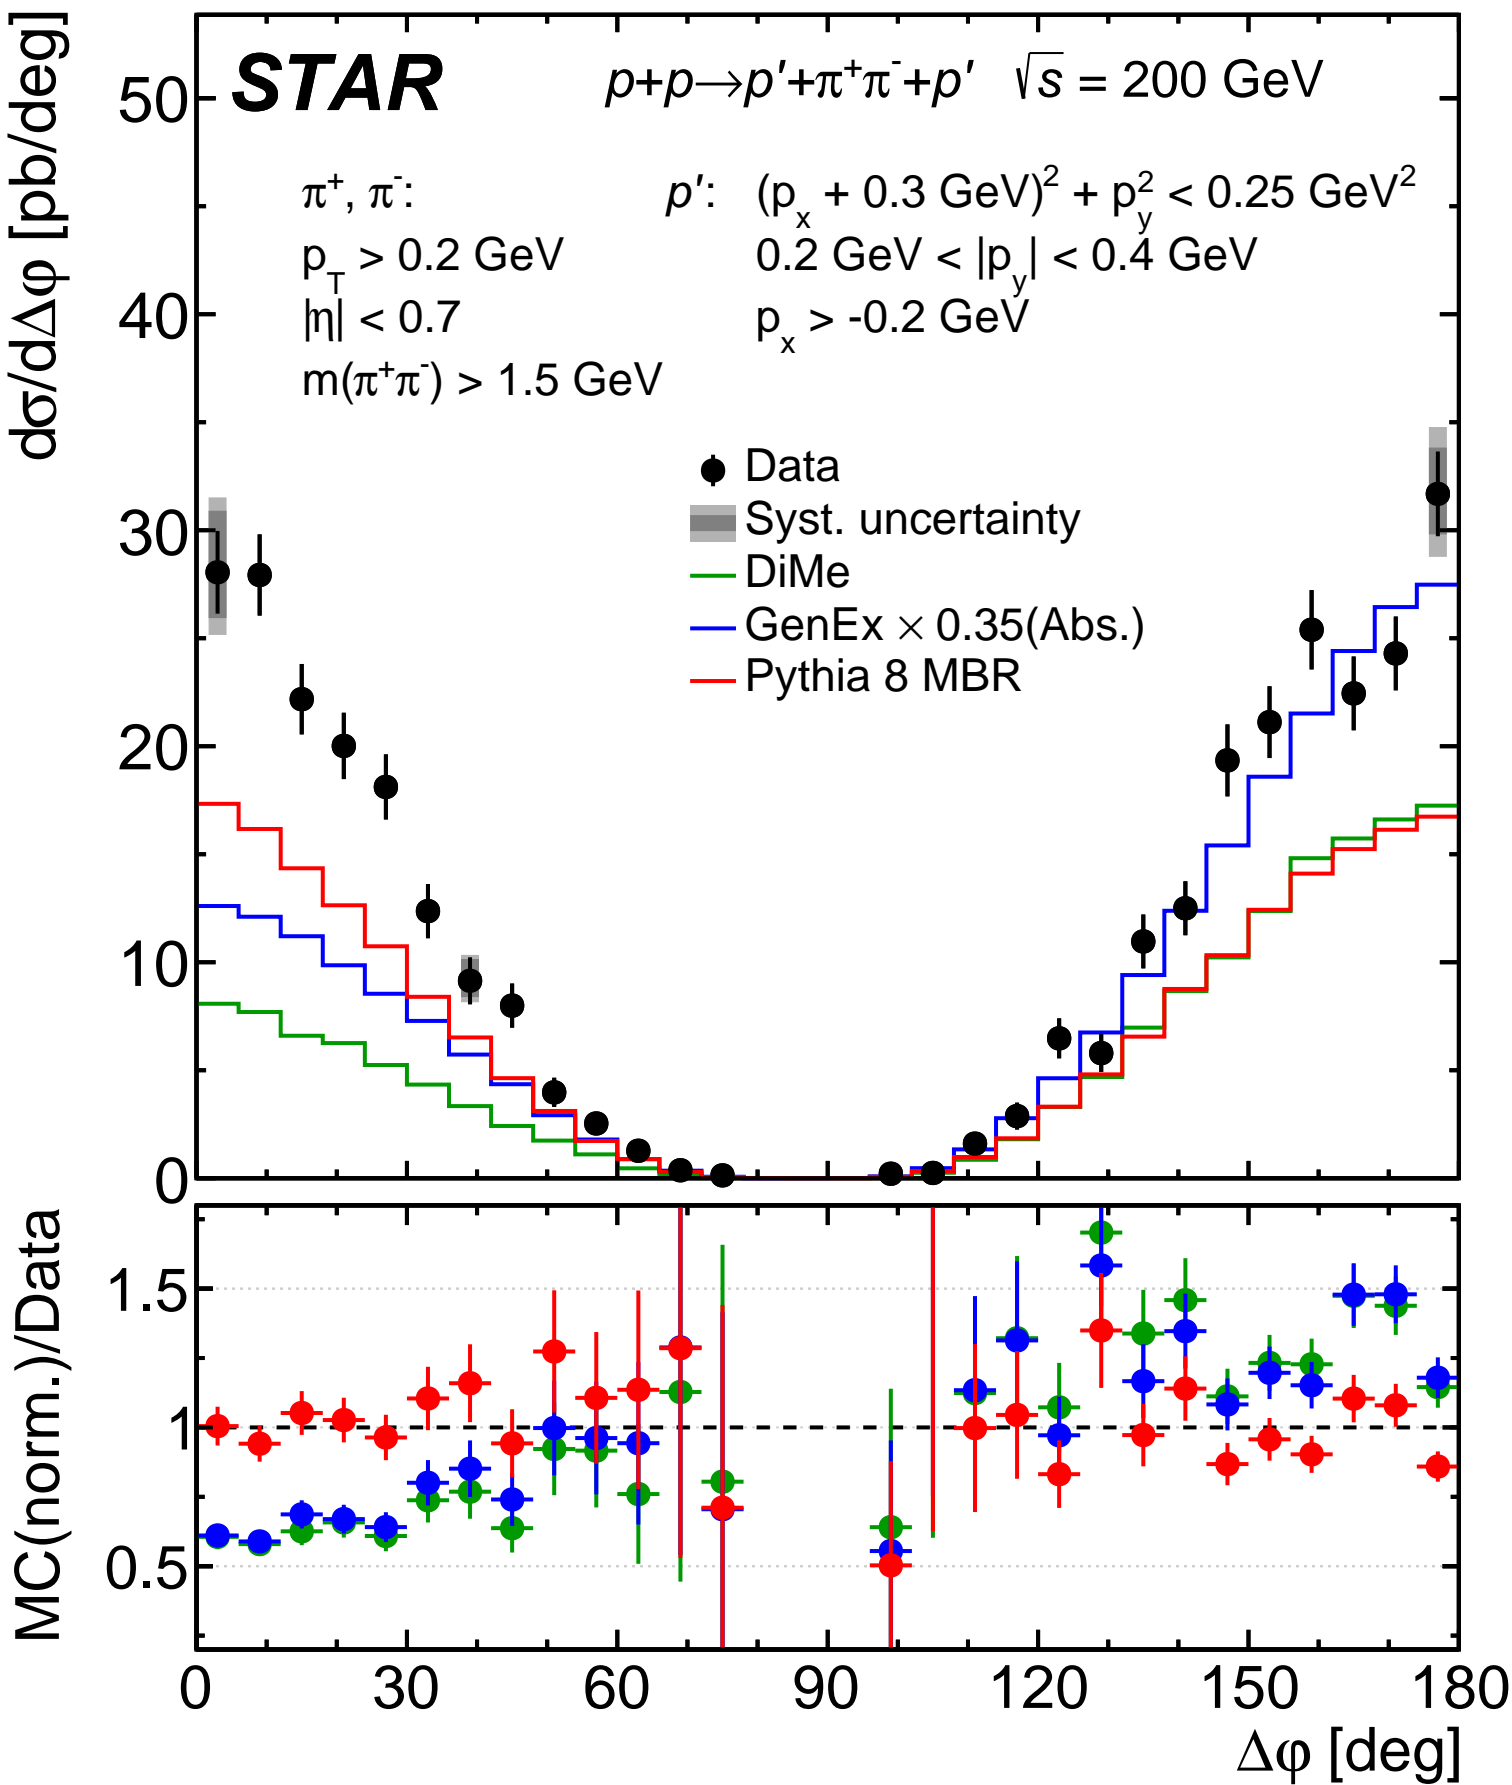 STAR p+p→p′+π⁺π⁻+p′ √s = 200 GeV
π⁺, π⁻: p′: (pₓ + 0.3 GeV)² + p_y² < 0.25 GeV²
p_T > 0.2 GeV 0.2 GeV < |p_y| < 0.4 GeV
|η| < 0.7 pₓ > -0.2 GeV
m(π⁺π⁻) > 1.5 GeV
Data
Syst. uncertainty
DiMe
GenEx × 0.35(Abs.)
Pythia 8 MBR
dσ/dΔφ [pb/deg]
50
40
30
20
10
0
MC(norm.)/Data
1.5
1
0.5
0 30 60 90 120 150 180
Δφ [deg]